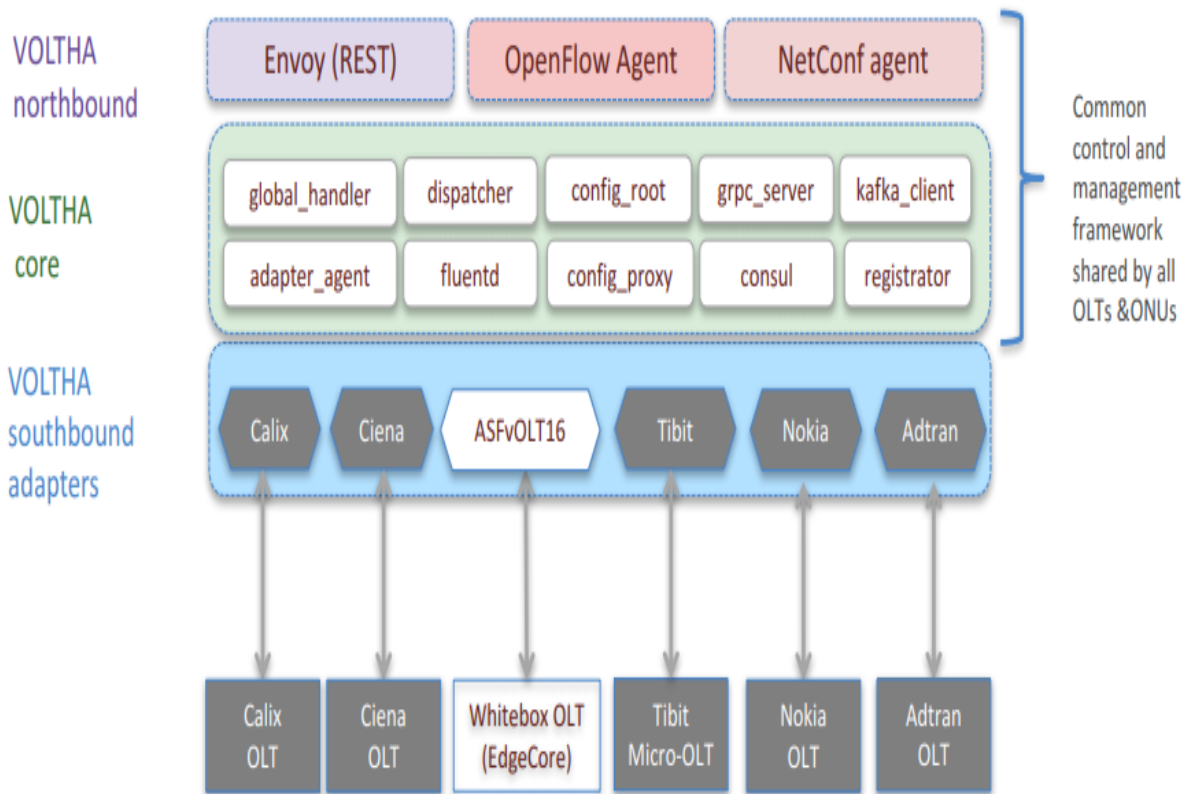 VOLTHA
northbound
Envoy (REST)
OpenFlow Agent
NetConf agent
VOLTHA
core
global_handler
dispatcher
config_root
grpc_server
kafka_client
adapter_agent
fluentd
config_proxy
consul
registrator
Common
control and
management
framework
shared by all
OLTs &ONUs
VOLTHA
southbound
adapters
Calix
Ciena
ASFvOLT16
Tibit
Nokia
Adtran
Calix
OLT
Ciena
OLT
Whitebox OLT
(EdgeCore)
Tibit
Micro-OLT
Nokia
OLT
Adtran
OLT